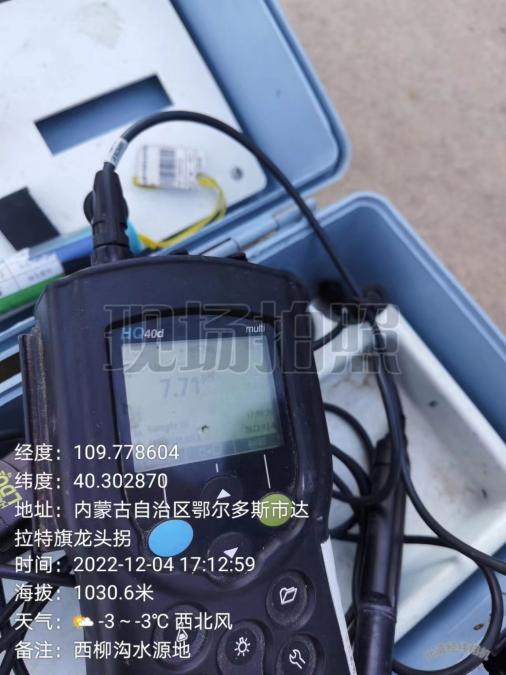 HQ40d multi
现场拍照
7.71
LDO
经度：109.778604
纬度：40.302870
地址：内蒙古自治区鄂尔多斯市达
拉特旗龙头拐
时间：2022-12-04 17:12:59
海拔：1030.6米
天气：-3 ~ -3℃ 西北风
备注：西柳沟水源地